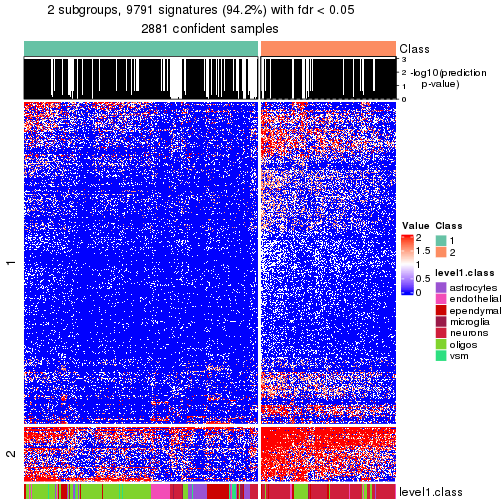 2 subgroups, 9791 signatures (94.2%) with fdr < 0.05
2881 confident samples
Class
3
2
1
0
-log10(prediction
p-value)
1
2
Value
2
1.5
1
0.5
0
Class
1
2
level1.class
astrocytes
endothelial
ependymal
microglia
neurons
oligos
vsm
level1.class